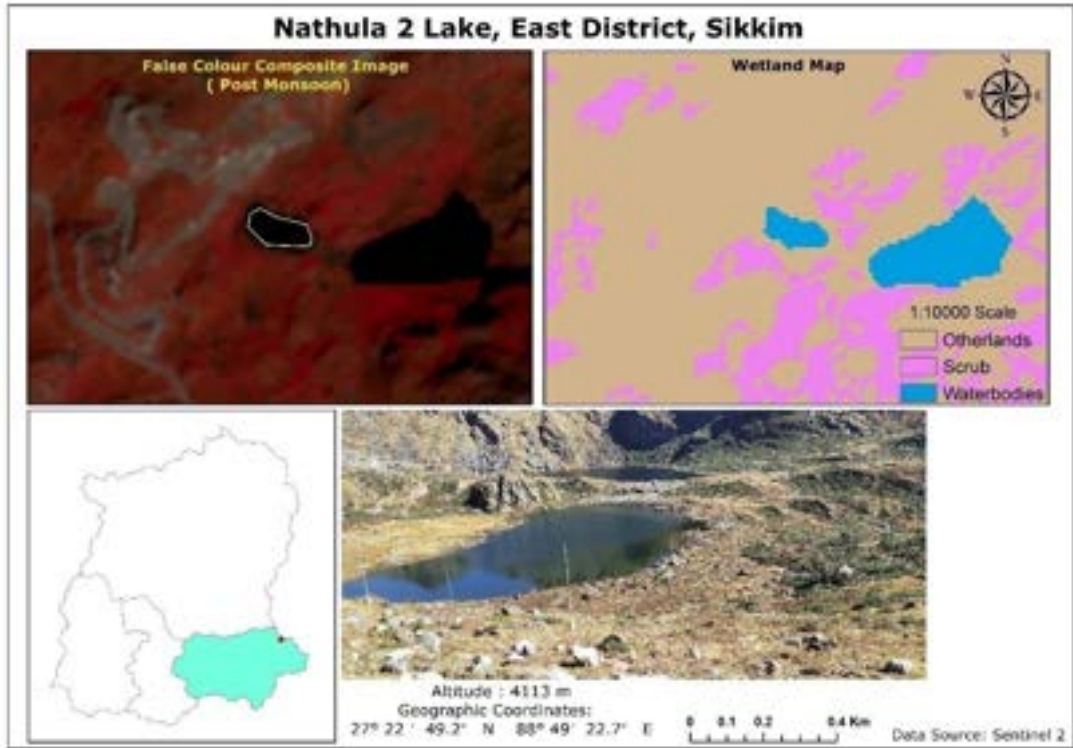 Nathula 2 Lake, East District, Sikkim
False Colour Composite Image
( Post Monsoon)
Wetland Map
N
W E
S
1:10000 Scale
Otherlands
Scrub
Waterbodies
Altitude : 4113 m
Geographic Coordinates:
27° 22 ' 49.2" N 88° 49' 22.7" E
0 0.1 0.2 0.4 Km
Data Source: Sentinel 2